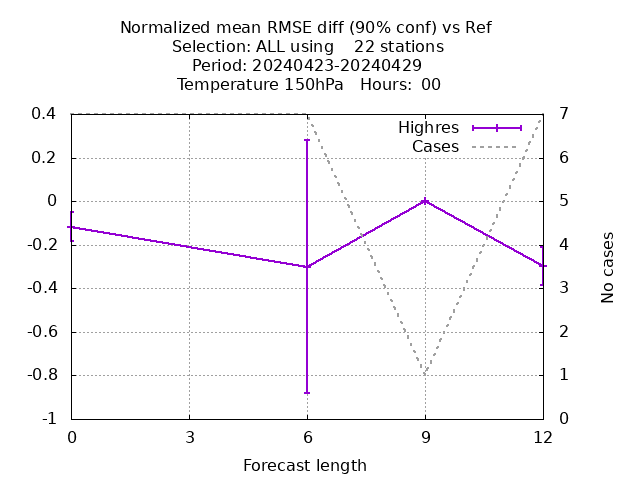 Normalized mean RMSE diff (90% conf) vs Ref
Selection: ALL using    22 stations
Period: 20240423-20240429
Temperature 150hPa   Hours:  00
0.4
0.2
0
-0.2
-0.4
-0.6
-0.8
-1
Highres
Cases
7
6
5
4
3
2
1
0
No cases
0
3
6
9
12
Forecast length